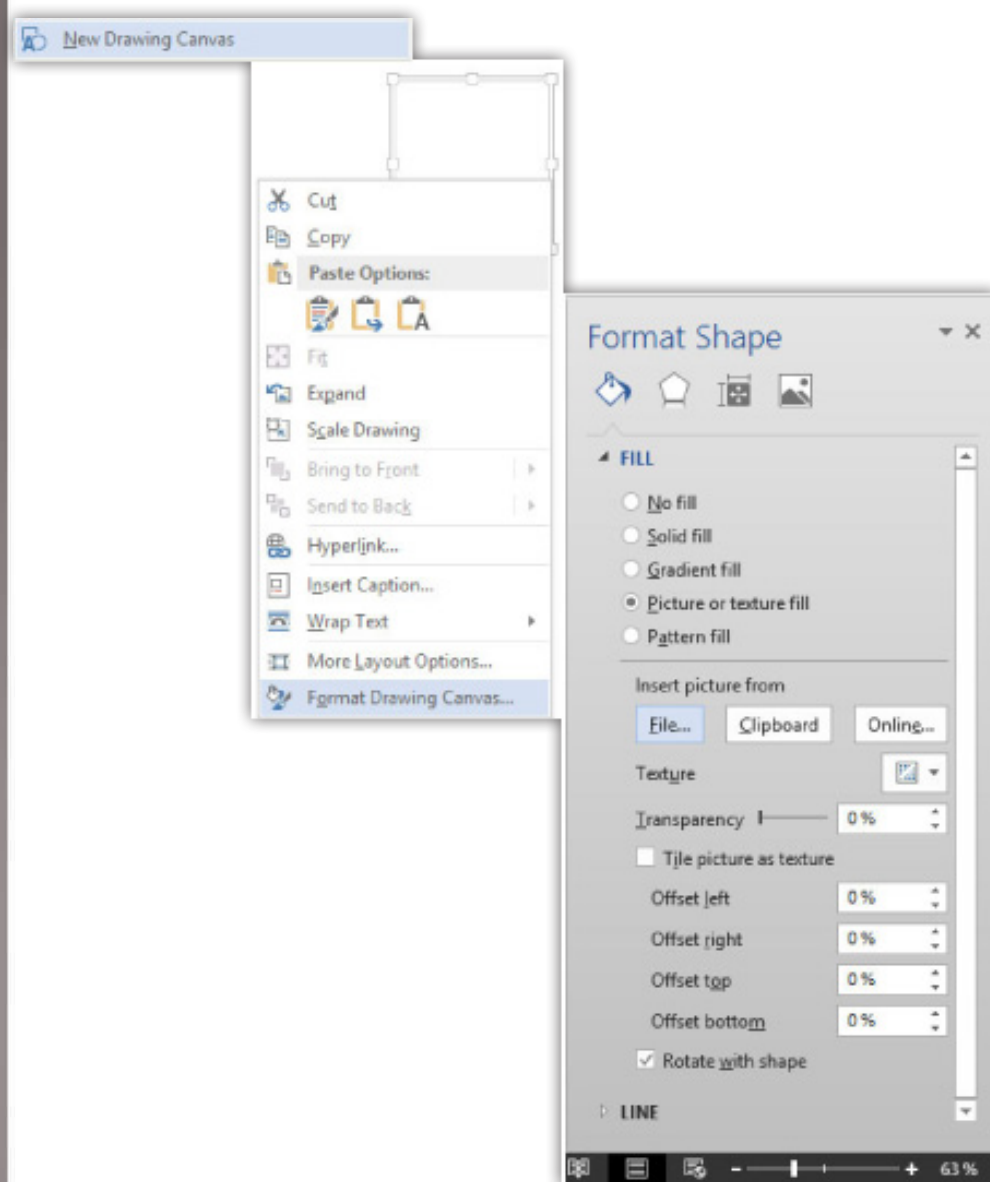 New Drawing Canvas
Cut
Copy
Paste Options:
A
Fit
Expand
Scale Drawing
Bring to Front
Send to Back
Hyperlink...
Insert Caption...
Wrap Text
More Layout Options...
Format Drawing Canvas...
Format Shape
FILL
No fill
Solid fill
Gradient fill
Picture or texture fill
Pattern fill
Insert picture from
File... Clipboard Online...
Texture
Transparency 0 %
Tile picture as texture
Offset left 0 %
Offset right 0 %
Offset top 0 %
Offset bottom 0 %
Rotate with shape
LINE
- + 63 %